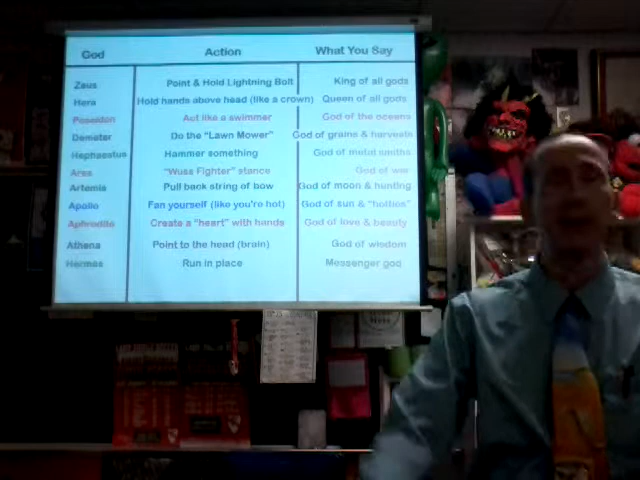 God Action What You Say
Zeus Point & Hold Lightning Bolt King of all gods
Hera Hold hands above head (like a crown) Queen of all gods
Poseidon Act like a swimmer God of the oceans
Demeter Do the "Lawn Mower" God of grains & harvests
Hephaestus Hammer something God of metal smiths
Ares "Wuss Fighter" stance God of war
Artemis Pull back string of bow God of moon & hunting
Apollo Fan yourself (like you're hot) God of sun & "hotties"
Aphrodite Create a "heart" with hands God of love & beauty
Athena Point to the head (brain) God of wisdom
Hermes Run in place Messenger god